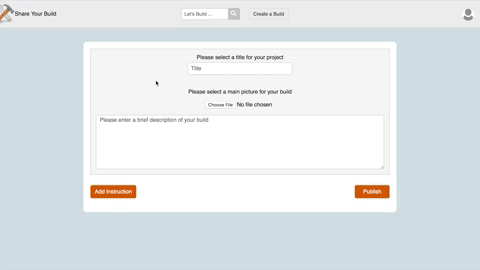 Share Your Build
Let's Build ...
Create a Build
Please select a title for your project
Title
Please select a main picture for your build
Choose File No file chosen
Please enter a brief description of your build
Add Instruction
Publish